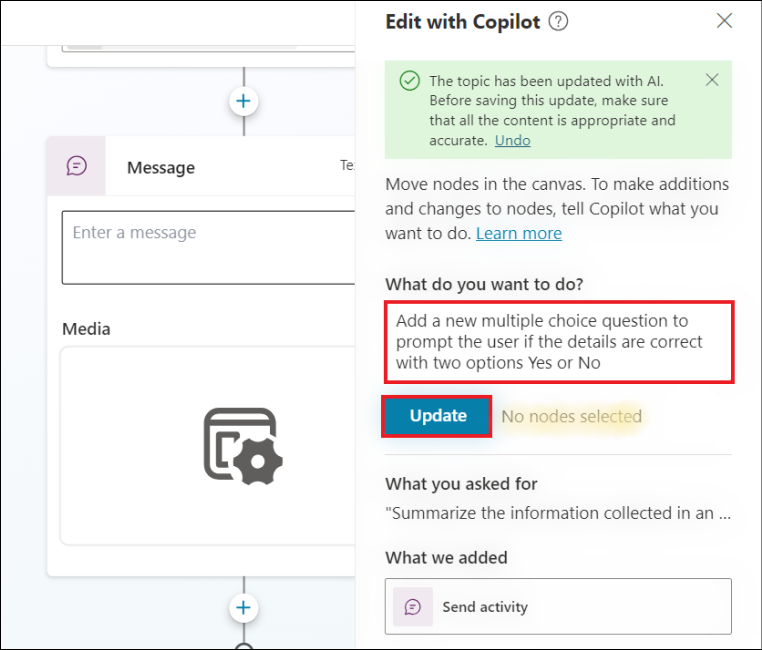 Edit with Copilot
The topic has been updated with AI.
Before saving this update, make sure
that all the content is appropriate and
accurate. Undo
Message
Enter a message
Media
Move nodes in the canvas. To make additions
and changes to nodes, tell Copilot what you
want to do. Learn more
What do you want to do?
Add a new multiple choice question to
prompt the user if the details are correct
with two options Yes or No
Update No nodes selected
What you asked for
"Summarize the information collected in an ...
What we added
Send activity